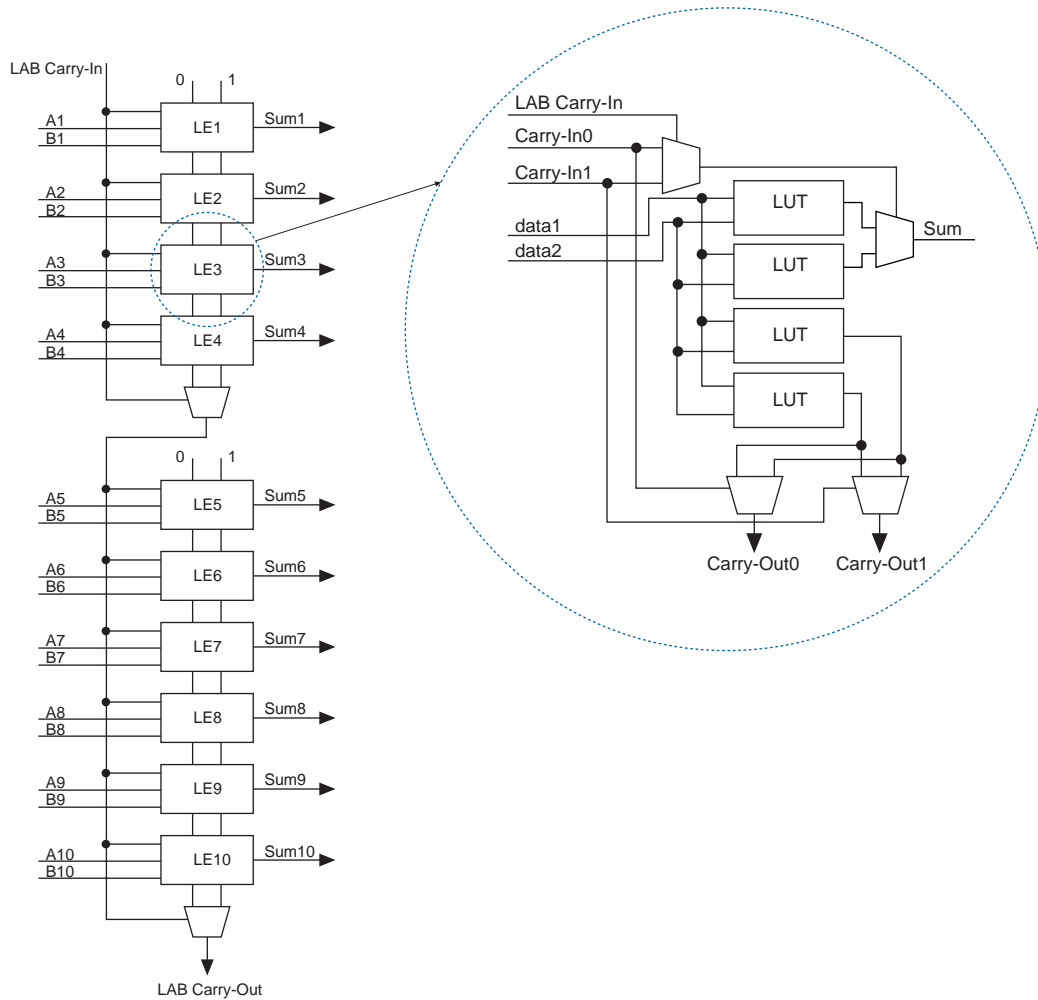 LAB Carry-In
0 1
A1
B1
LE1
Sum1
A2
B2
LE2
Sum2
A3
B3
LE3
Sum3
A4
B4
LE4
Sum4
0 1
A5
B5
LE5
Sum5
A6
B6
LE6
Sum6
A7
B7
LE7
Sum7
A8
B8
LE8
Sum8
A9
B9
LE9
Sum9
A10
B10
LE10
Sum10
LAB Carry-Out
LAB Carry-In
Carry-In0
Carry-In1
data1
data2
LUT
LUT
LUT
LUT
Sum
Carry-Out0
Carry-Out1